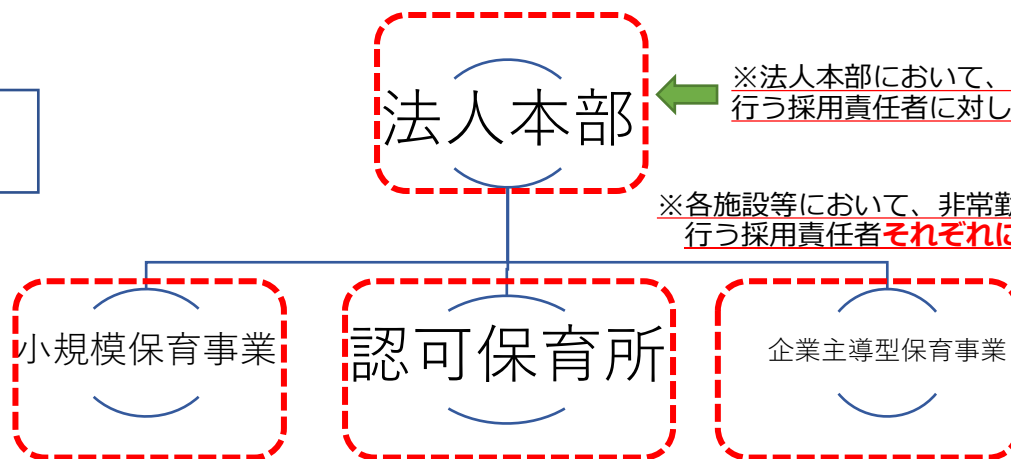 法人本部
※法人本部において、
行う採用責任者に対し
※各施設等において、非常勤
行う採用責任者それぞれに
小規模保育事業
認可保育所
企業主導型保育事業